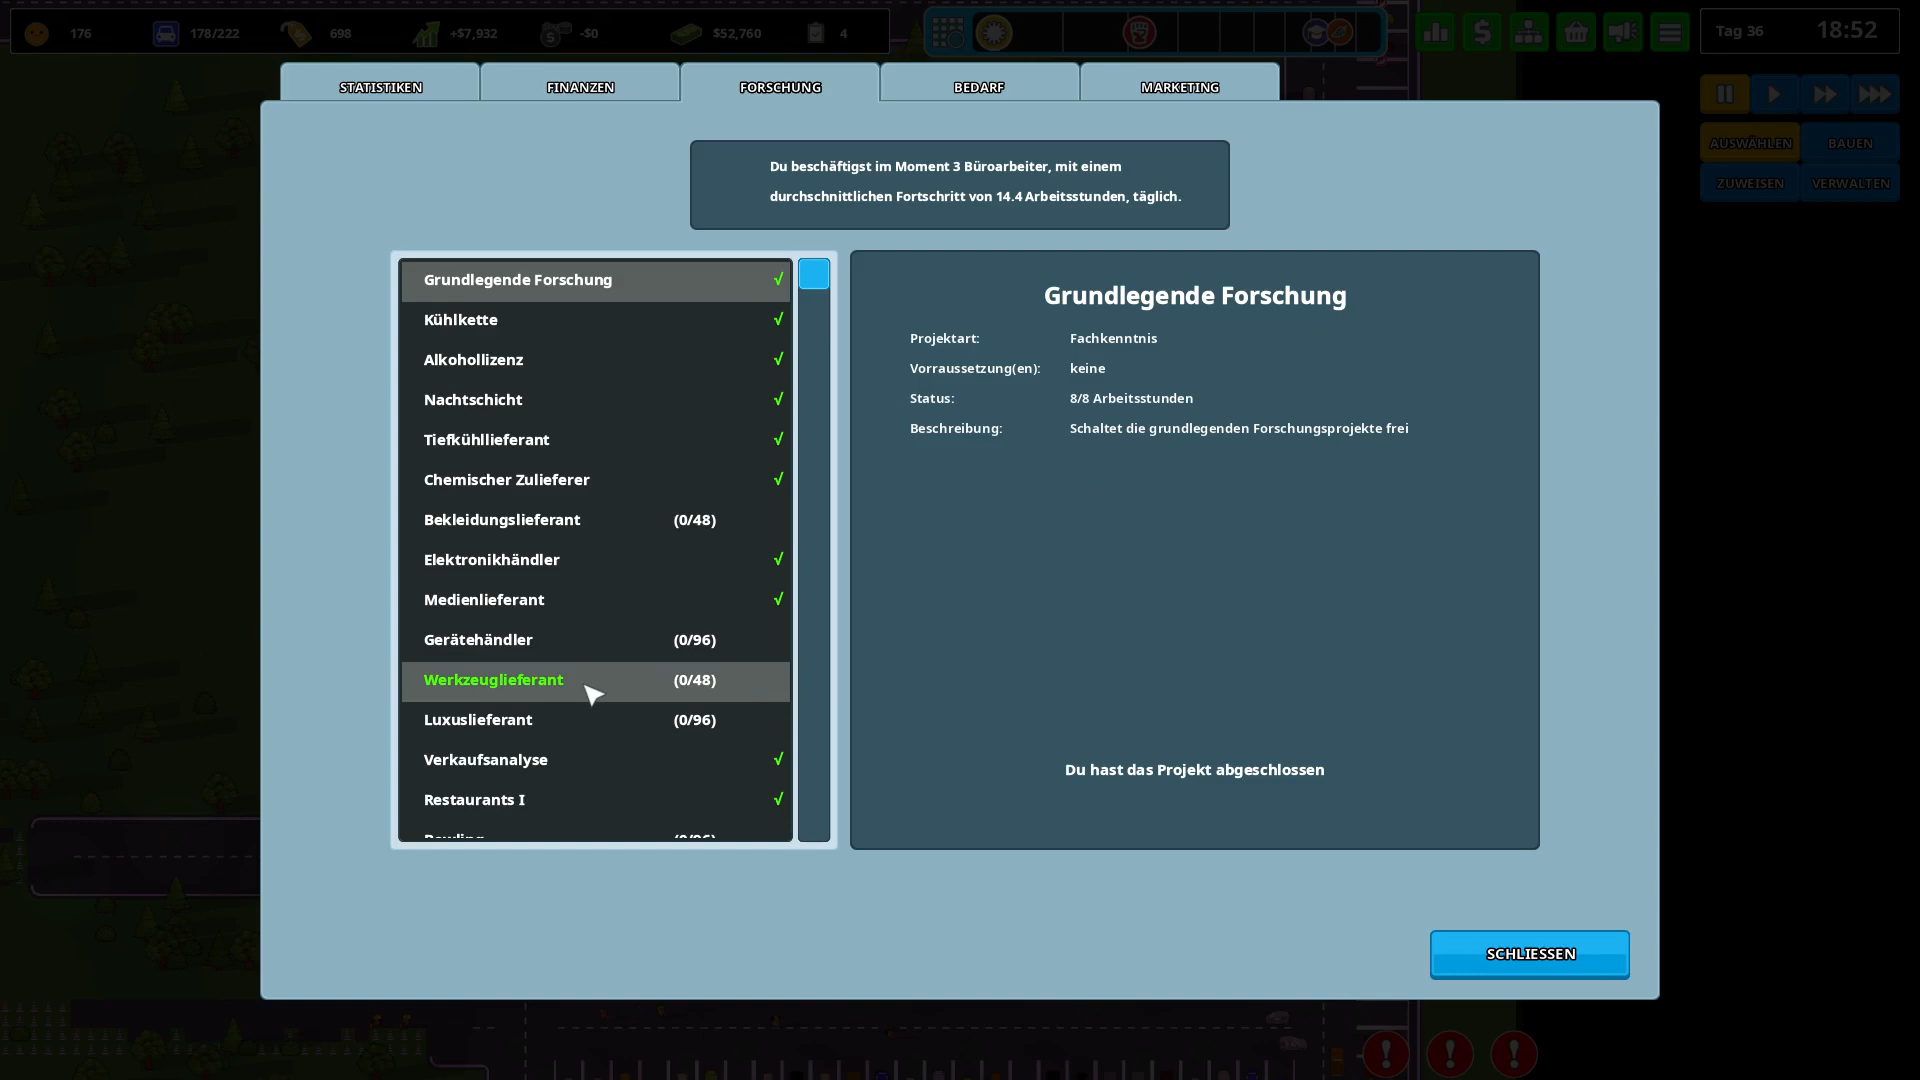 176 178/222 698 +$7,932 -$0 $52,760 4 Tag 36 18:52
STATISTIKEN FINANZEN FORSCHUNG BEDARF MARKETING
AUSWÄHLEN BAUEN
ZUWEISEN VERWALTEN
Du beschäftigst im Moment 3 Büroarbeiter, mit einem
durchschnittlichen Fortschritt von 14.4 Arbeitsstunden, täglich.
Grundlegende Forschung √
Kühlkette √
Alkohollizenz √
Nachtschicht √
Tiefkühllieferant √
Chemischer Zulieferer √
Bekleidungslieferant (0/48)
Elektronikhändler √
Medienlieferant √
Gerätehändler (0/96)
Werkzeuglieferant (0/48)
Luxuslieferant (0/96)
Verkaufsanalyse √
Restaurants I √
Bowling (0/96)
Grundlegende Forschung
Projektart: Fachkenntnis
Vorraussetzung(en): keine
Status: 8/8 Arbeitsstunden
Beschreibung: Schaltet die grundlegenden Forschungsprojekte frei
Du hast das Projekt abgeschlossen
SCHLIESSEN